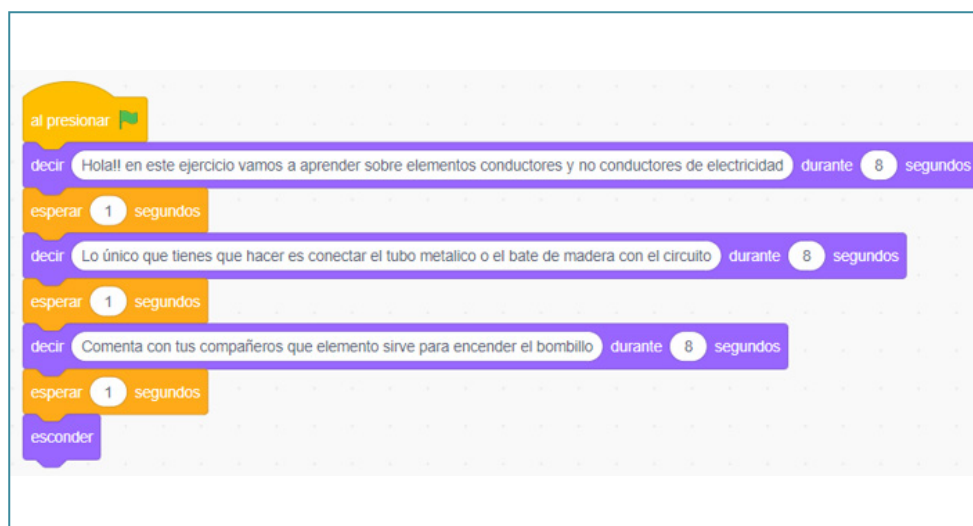 al presionar
decir Hola!! en este ejercicio vamos a aprender sobre elementos conductores y no conductores de electricidad durante 8 segundos
esperar 1 segundos
decir Lo único que tienes que hacer es conectar el tubo metalico o el bate de madera con el circuito durante 8 segundos
esperar 1 segundos
decir Comenta con tus compañeros que elemento sirve para encender el bombillo durante 8 segundos
esperar 1 segundos
esconder